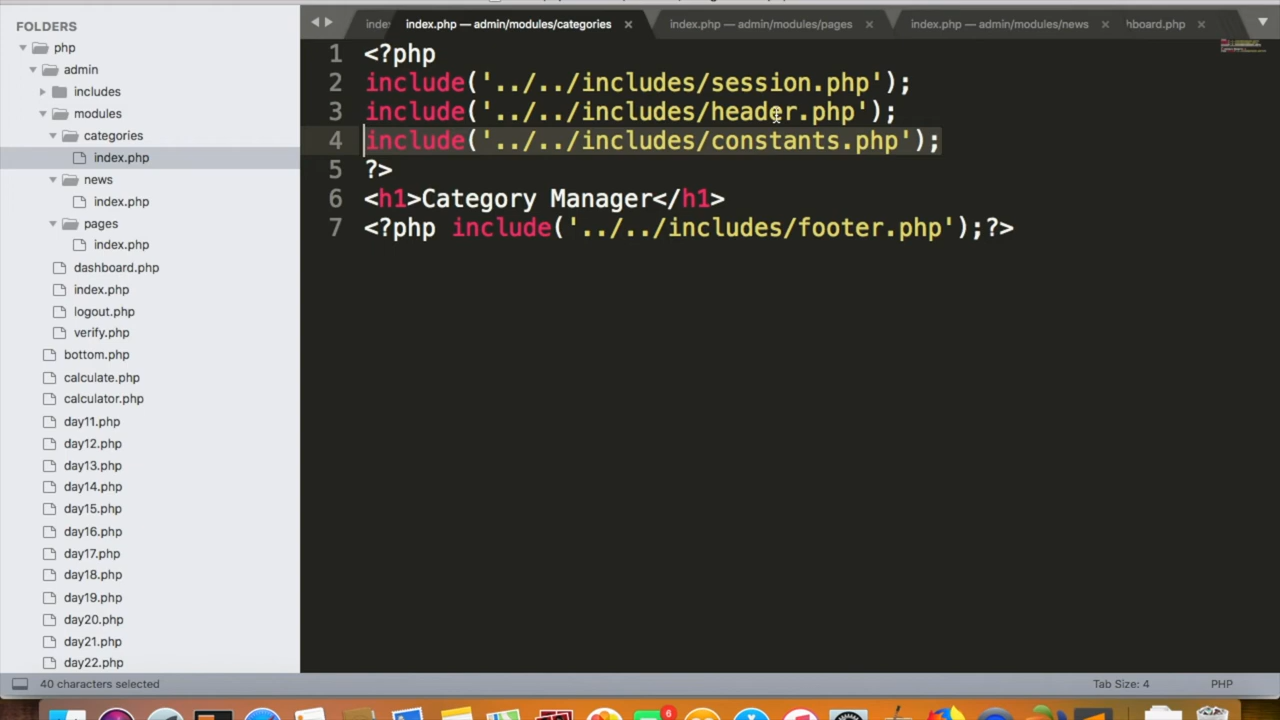 FOLDERS
php
admin
includes
modules
categories
index.php
news
index.php
pages
index.php
dashboard.php
index.php
logout.php
verify.php
bottom.php
calculate.php
calculator.php
day11.php
day12.php
day13.php
day14.php
day15.php
day16.php
day17.php
day18.php
day19.php
day20.php
day21.php
day22.php
inde index.php — admin/modules/categories × index.php — admin/modules/pages × index.php — admin/modules/news × hboard.php ×
1 <?php
2 include('../../includes/session.php');
3 include('../../includes/header.php');
4 include('../../includes/constants.php');
5 ?>
6 <h1>Category Manager</h1>
7 <?php include('../../includes/footer.php');?>
40 characters selected Tab Size: 4 PHP
6